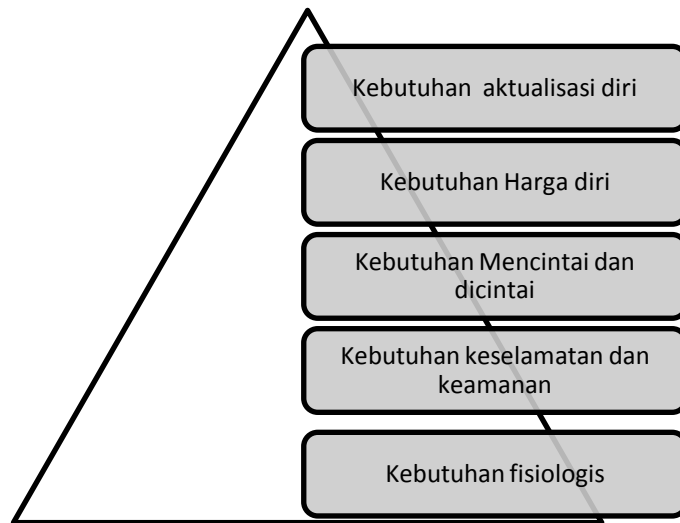 Kebutuhan aktualisasi diri
Kebutuhan Harga diri
Kebutuhan Mencintai dan
dicintai
Kebutuhan keselamatan dan
keamanan
Kebutuhan fisiologis